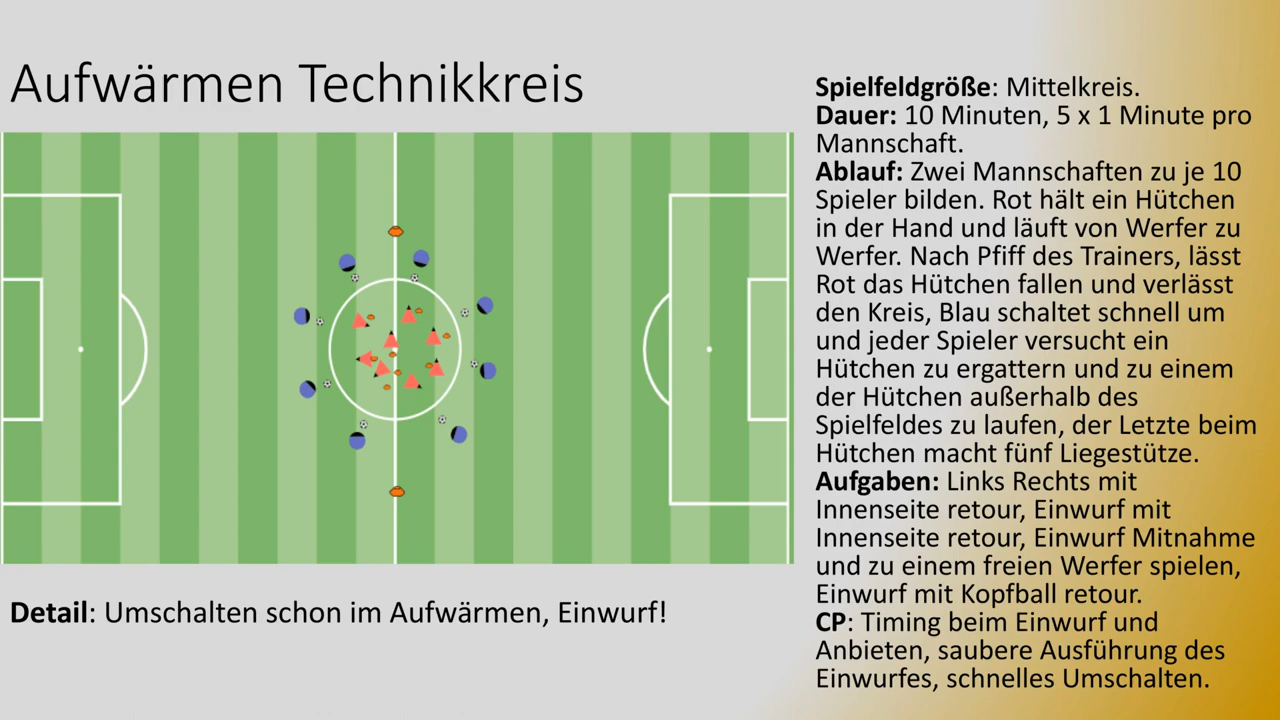 Aufwärmen Technikkreis
Spielfeldgröße: Mittelkreis.
Dauer: 10 Minuten, 5 x 1 Minute pro
Mannschaft.
Ablauf: Zwei Mannschaften zu je 10
Spieler bilden. Rot hält ein Hütchen
in der Hand und läuft von Werfer zu
Werfer. Nach Pfiff des Trainers, lässt
Rot das Hütchen fallen und verlässt
den Kreis, Blau schaltet schnell um
und jeder Spieler versucht ein
Hütchen zu ergattern und zu einem
der Hütchen außerhalb des
Spielfeldes zu laufen, der Letzte beim
Hütchen macht fünf Liegestütze.
Aufgaben: Links Rechts mit
Innenseite retour, Einwurf mit
Innenseite retour, Einwurf Mitnahme
und zu einem freien Werfer spielen,
Einwurf mit Kopfball retour.
CP: Timing beim Einwurf und
Anbieten, saubere Ausführung des
Einwurfes, schnelles Umschalten.
Detail: Umschalten schon im Aufwärmen, Einwurf!